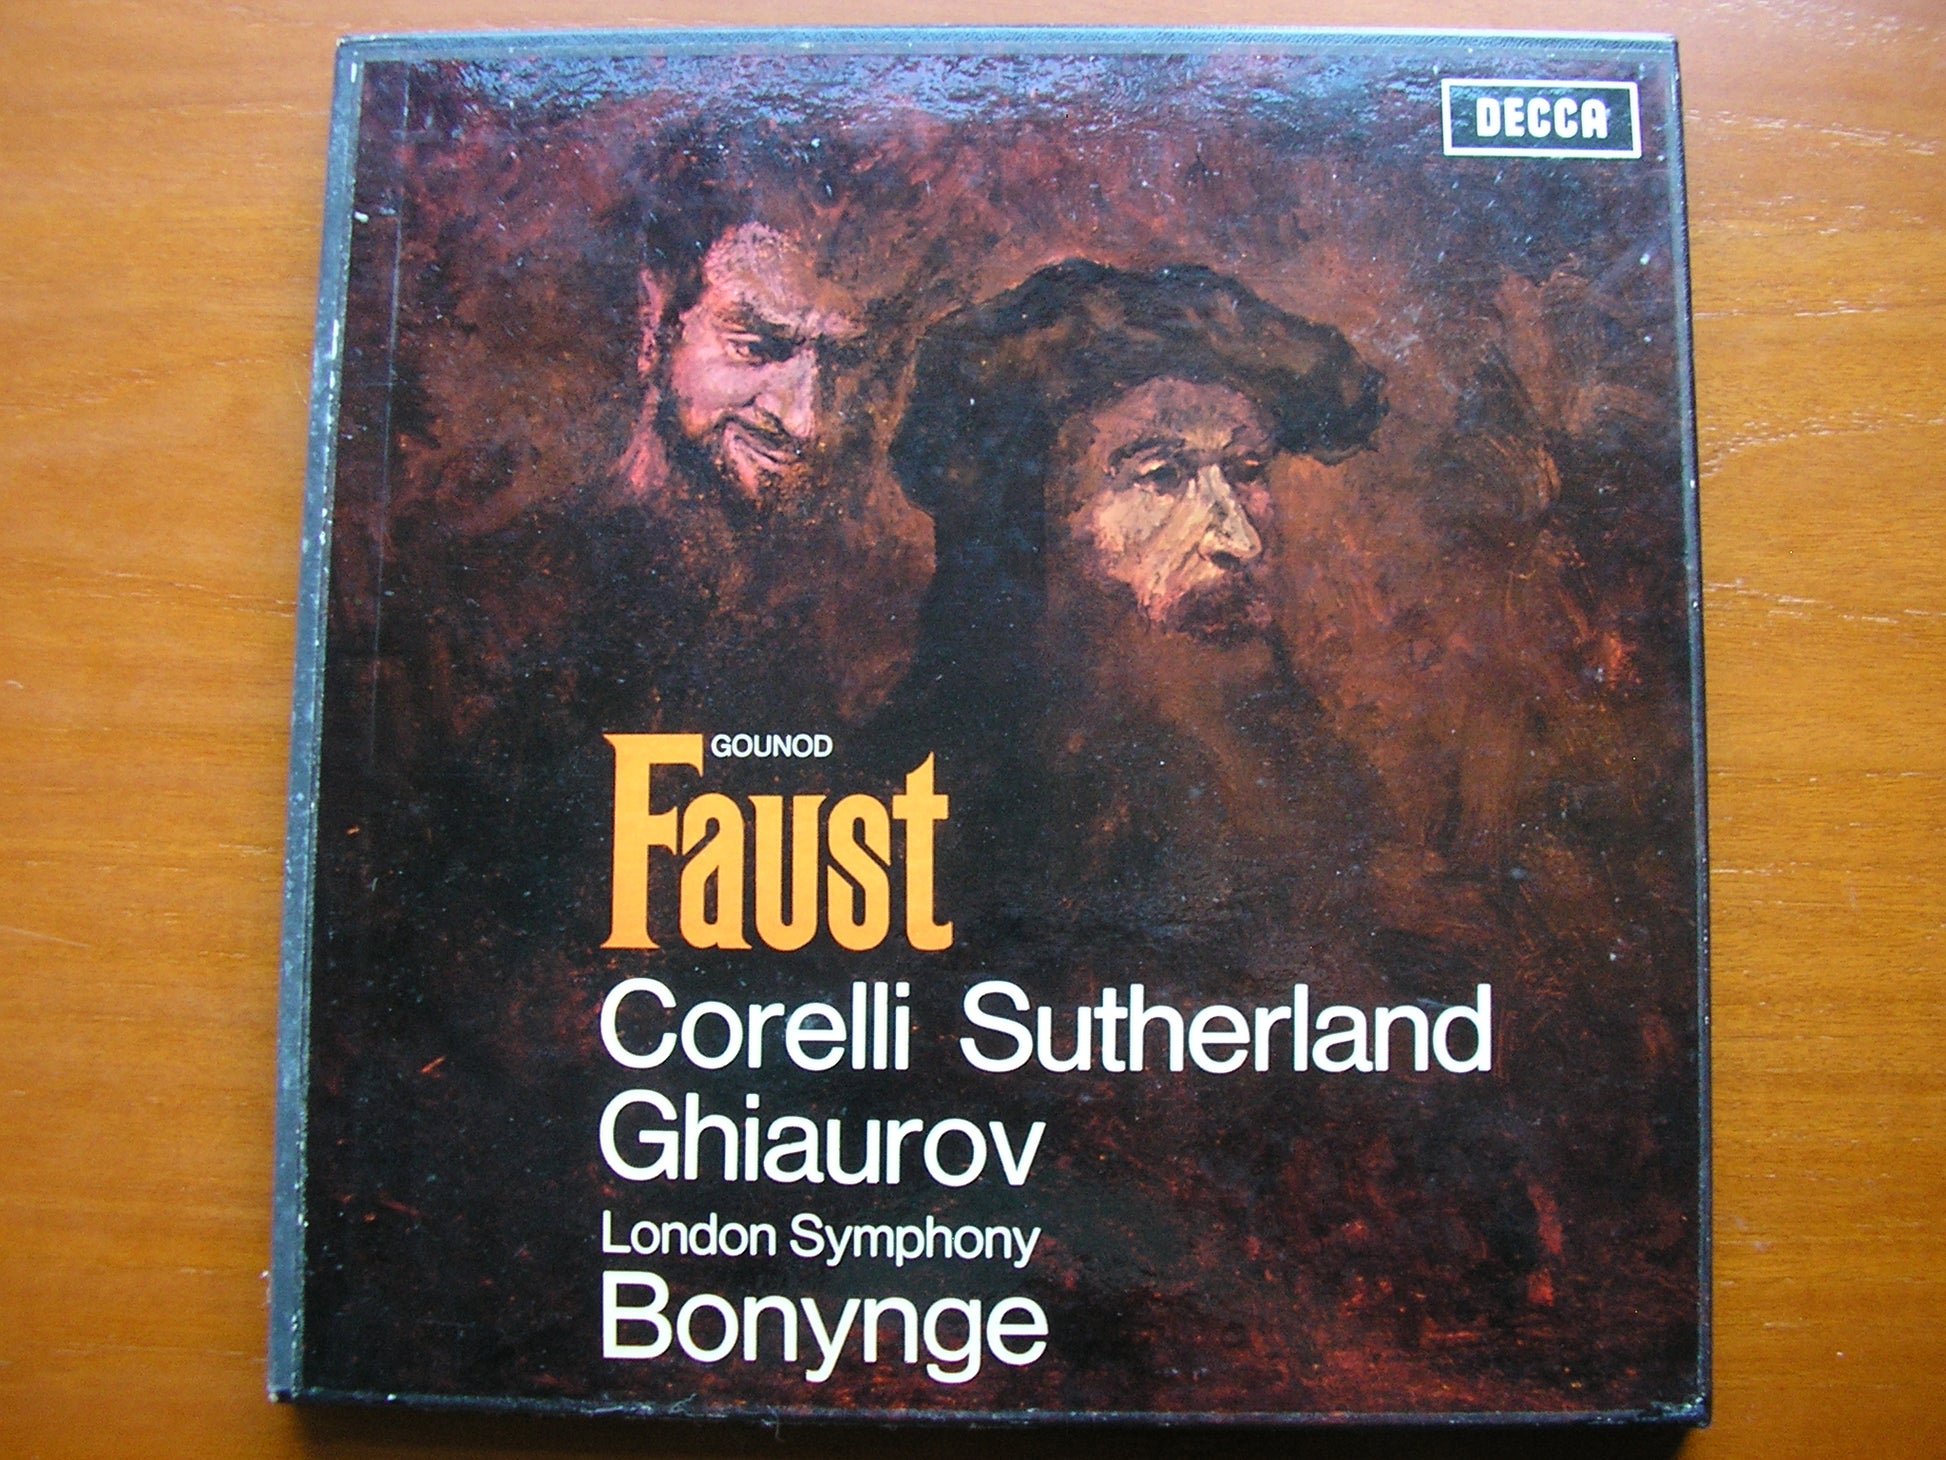 DECCA
GOUNOD
Faust
Corelli Sutherland
Ghiaurov
London Symphony
Bonynge